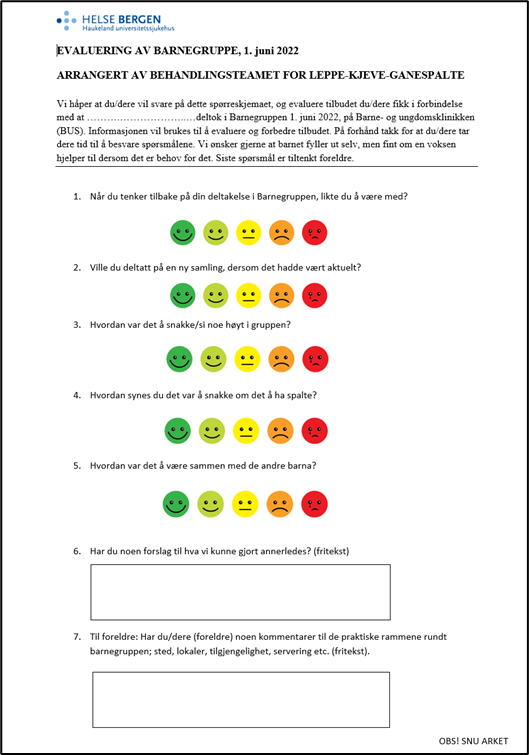 HELSE BERGEN
Haukeland universitetssjukehus
EVALUERING AV BARNEGRUPPE, 1. juni 2022
ARRANGERT AV BEHANDLINGSTEAMET FOR LEPPE-KJEVE-GANESPALTE
Vi håper at du/dere vil svare på dette spørreskjemaet, og evaluere tilbudet du/dere fikk i forbindelse
med at ……………………………deltok i Barnegruppen 1. juni 2022, på Barne- og ungdomsklinikken
(BUS). Informasjonen vil brukes til å evaluere og forbedre tilbudet. På forhånd takk for at du/dere tar
dere tid til å besvare spørsmålene. Vi ønsker gjerne at barnet fyller ut selv, men fint om en voksen
hjelper til dersom det er behov for det. Siste spørsmål er tiltenkt foreldre.
1. Når du tenker tilbake på din deltakelse i Barnegruppen, likte du å være med?
2. Ville du deltatt på en ny samling, dersom det hadde vært aktuelt?
3. Hvordan var det å snakke/si noe høyt i gruppen?
4. Hvordan synes du det var å snakke om det å ha spalte?
5. Hvordan var det å være sammen med de andre barna?
6. Har du noen forslag til hva vi kunne gjort annerledes? (fritekst)
7. Til foreldre: Har du/dere (foreldre) noen kommentarer til de praktiske rammene rundt
barnegruppen; sted, lokaler, tilgjengelighet, servering etc. (fritekst).
OBS! SNU ARKET